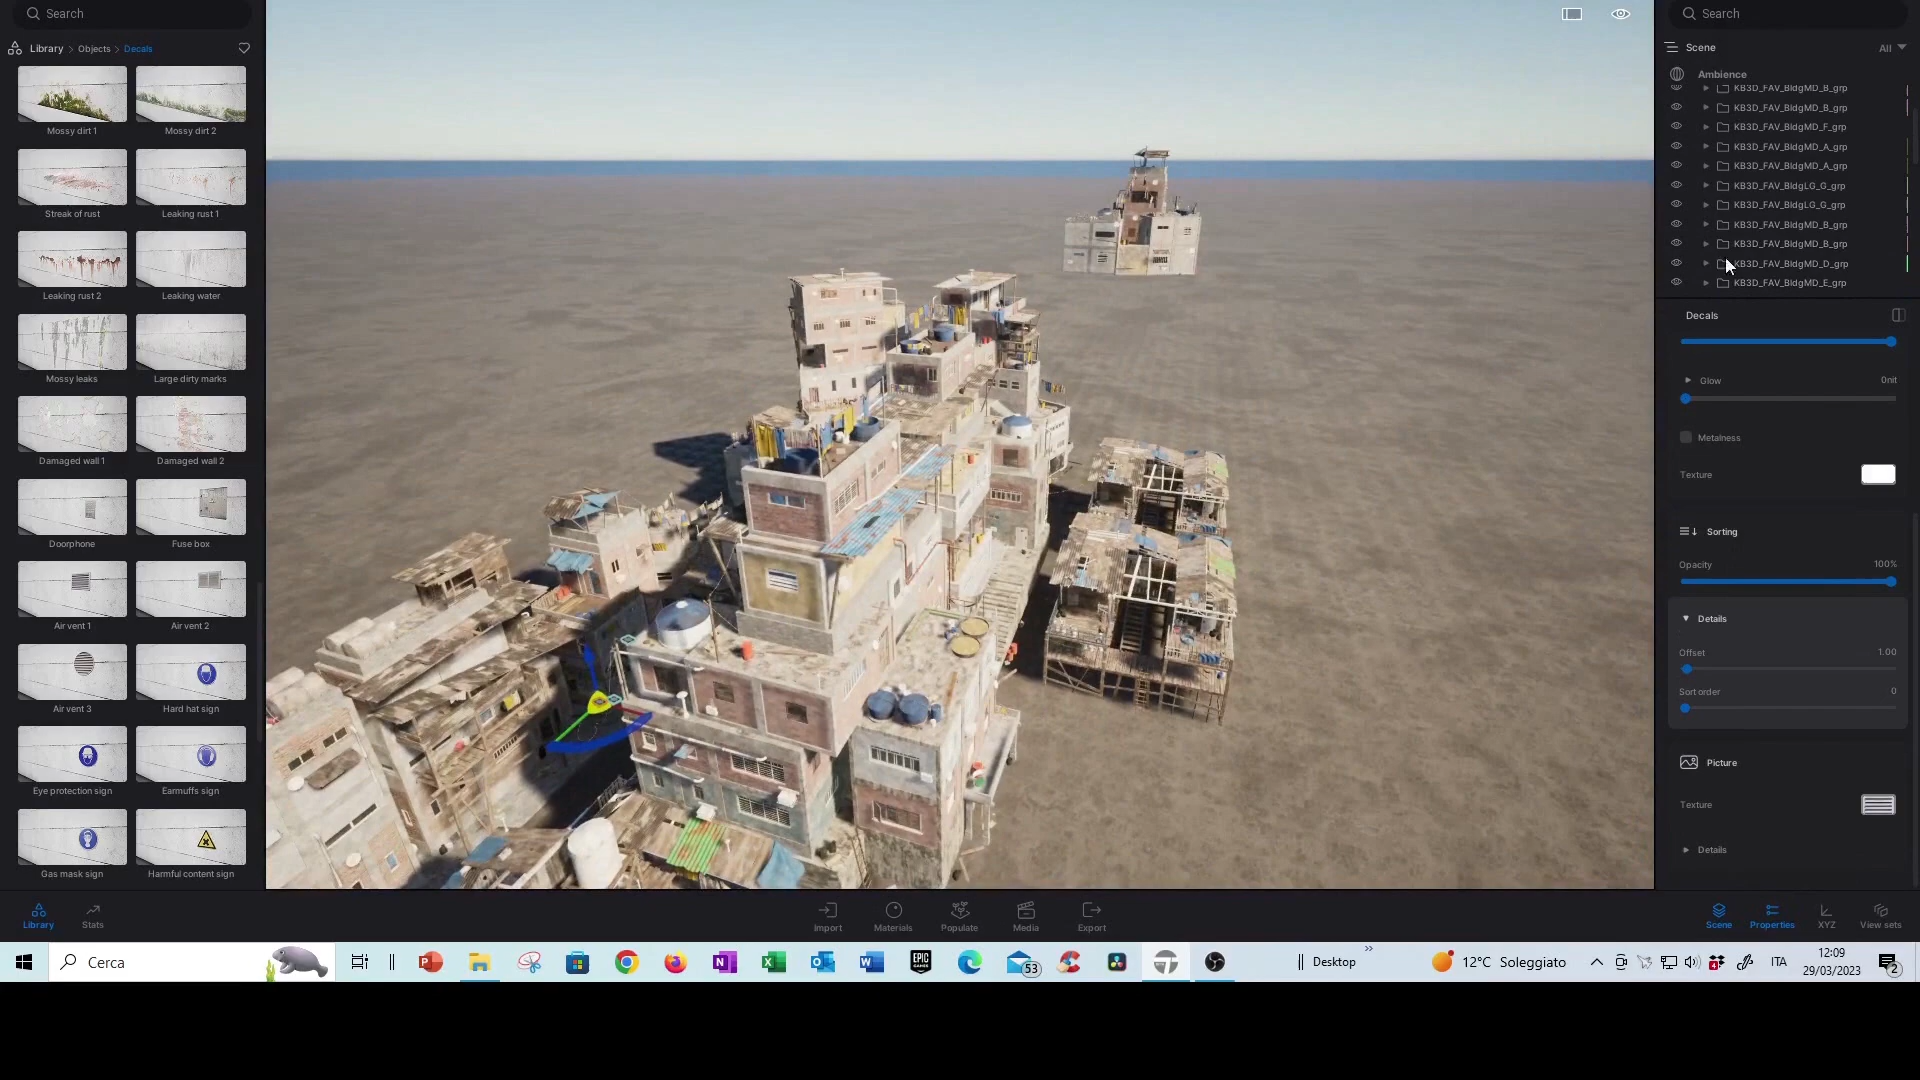 Search
Library > Objects > Decals
Mossy dirt 1
Mossy dirt 2
Streak of rust
Leaking rust 1
Leaking rust 2
Leaking water
Mossy leaks
Large dirty marks
Damaged wall 1
Damaged wall 2
Doorphone
Fuse box
Air vent 1
Air vent 2
Air vent 3
Hard hat sign
Eye protection sign
Earmuffs sign
Gas mask sign
Harmful content sign
Search
Scene
All
Ambience
KB3D_FAV_BldgMD_B_grp
KB3D_FAV_BldgMD_B_grp
KB3D_FAV_BldgMD_F_grp
KB3D_FAV_BldgMD_A_grp
KB3D_FAV_BldgMD_A_grp
KB3D_FAV_BldgLG_G_grp
KB3D_FAV_BldgLG_G_grp
KB3D_FAV_BldgMD_B_grp
KB3D_FAV_BldgMD_B_grp
KB3D_FAV_BldgMD_D_grp
KB3D_FAV_BldgMD_E_grp
Decals
Glow 0nit
Metalness
Texture
Sorting
Opacity 100%
Details
Offset 1.00
Sort order 0
Picture
Texture
Details
Library
Stats
Import
Materials
Populate
Media
Export
Scene
Properties
XYZ
View sets
Cerca
53
Desktop
12°C Soleggiato
ITA
12:09
29/03/2023
2